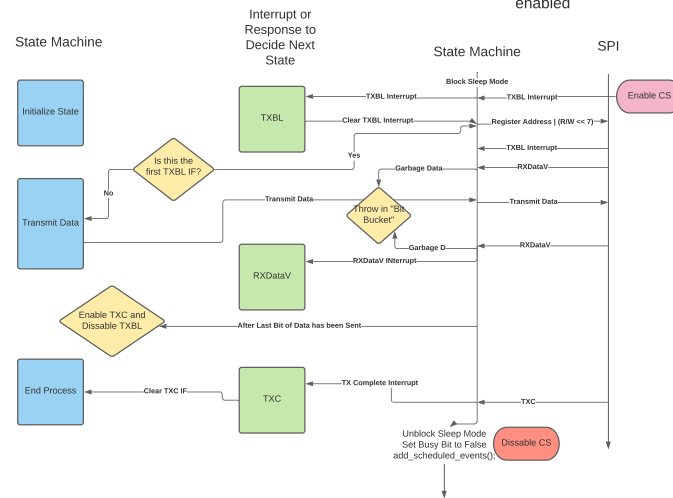 enabled
Interrupt or
Response to
Decide Next
State
State Machine
State Machine
SPI
Block Sleep Mode
Initialize State
TXBL
TXBL Interrupt
TXBL Interrupt
Enable CS
Clear TXBL Interrupt
Register Address | (R/W << 7)
Is this the
first TXBL IF?
Yes
TXBL Interrupt
No
Garbage Data
RXDataV
Transmit Data
Transmit Data
Throw in "Bit
Bucket"
Transmit Data
Garbage D
RXDataV
RXDataV
RXDataV INterrupt
Enable TXC and
Dissable TXBL
After Last Bit of Data has been Sent
End Process
Clear TXC IF
TXC
TX Complete Interrupt
TXC
Unblock Sleep Mode
Set Busy Bit to False
add_scheduled_events();
Dissable CS